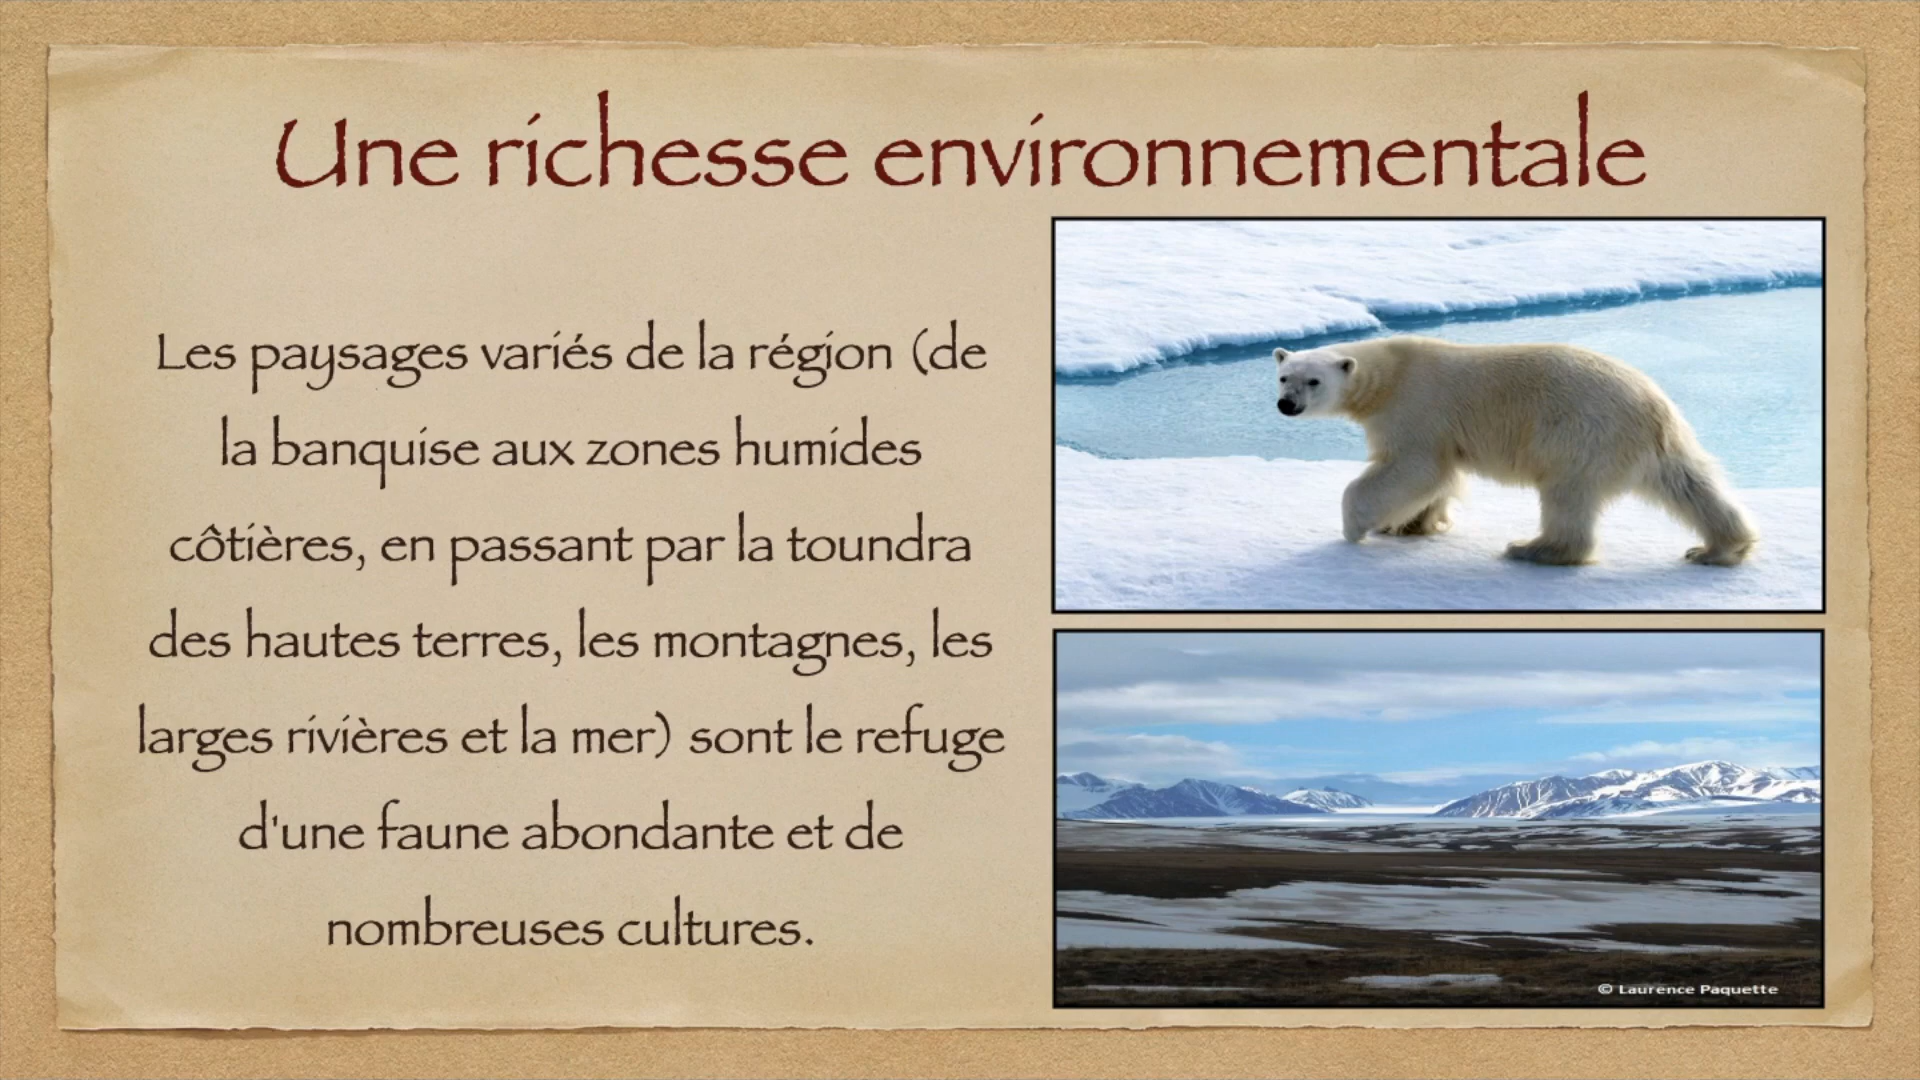 Une richesse environnementale
Les paysages variés de la région (de
la banquise aux zones humides
côtières, en passant par la toundra
des hautes terres, les montagnes, les
larges rivières et la mer) sont le refuge
d'une faune abondante et de
nombreuses cultures.
© Laurence Paquette